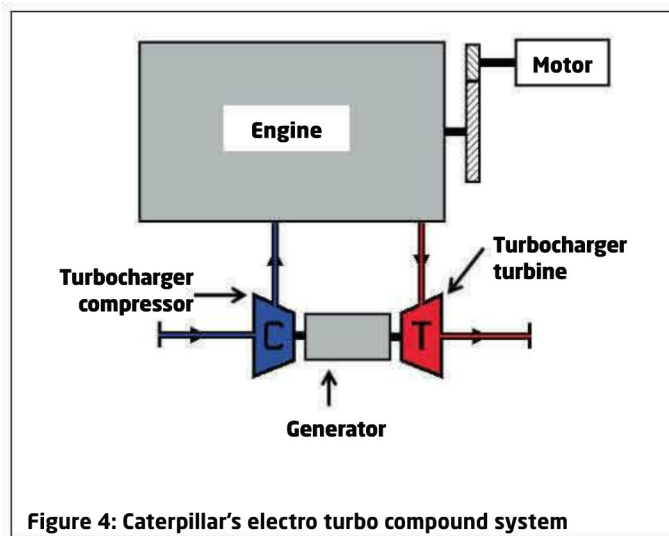 Motor
Engine
Turbocharger
turbine
Turbocharger
compressor
C
T
Generator
Figure 4: Caterpillar's electro turbo compound system